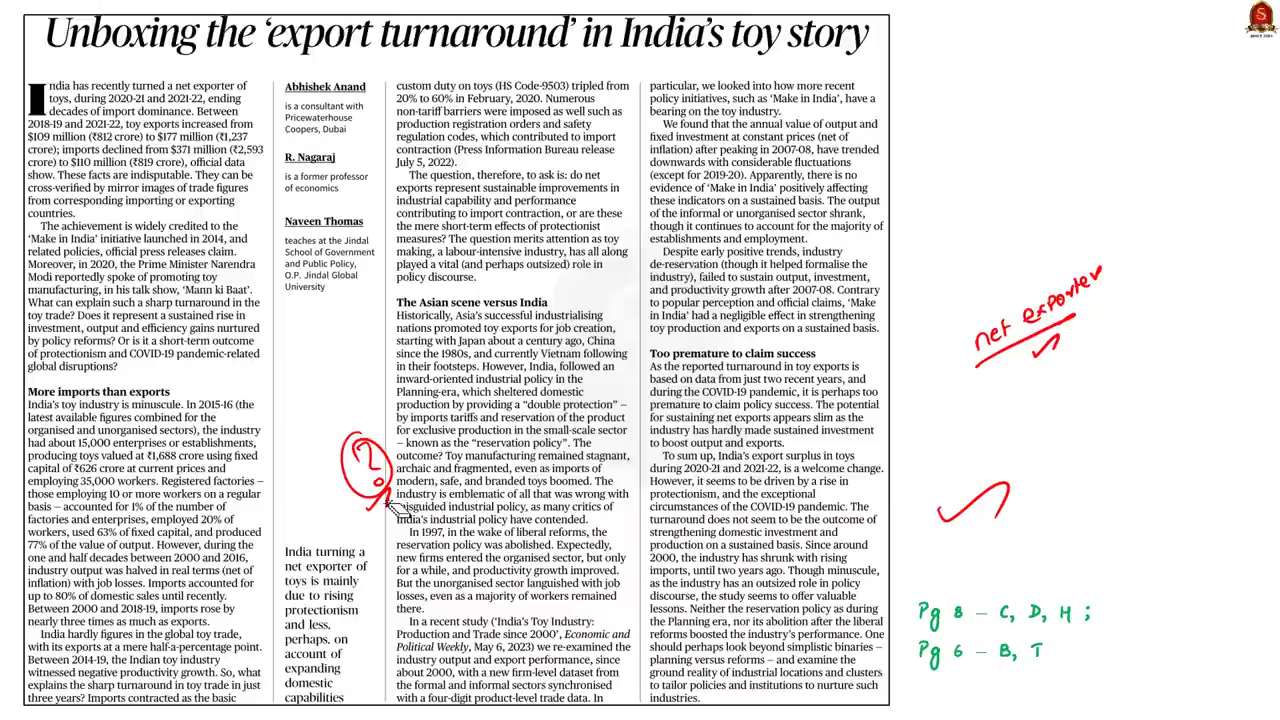 Unboxing the ‘export turnaround’ in India’s toy story
India has recently turned a net exporter of
toys, during 2020-21 and 2021-22, ending
decades of import dominance. Between
2018-19 and 2021-22, toy exports increased from
$109 million (₹812 crore) to $177 million (₹1,237
crore); imports declined from $371 million (₹2,593
crore) to $110 million (₹819 crore), official data
show. These facts are indisputable. They can be
cross-verified by mirror images of trade figures
from corresponding importing or exporting
countries.
The achievement is widely credited to the
‘Make in India’ initiative launched in 2014, and
related policies, official press releases claim.
Moreover, in 2020, the Prime Minister Narendra
Modi reportedly spoke of promoting toy
manufacturing, in his talk show, ‘Mann ki Baat’.
What can explain such a sharp turnaround in the
toy trade? Does it represent a sustained rise in
investment, output and efficiency gains nurtured
by policy reforms? Or is it a short-term outcome
of protectionism and COVID-19 pandemic-related
global disruptions?
More imports than exports
India’s toy industry is minuscule. In 2015-16 (the
latest available figures combined for the
organised and unorganised sectors), the industry
had about 15,000 enterprises or establishments,
producing toys valued at ₹1,688 crore using fixed
capital of ₹626 crore at current prices and
employing 35,000 workers. Registered factories –
those employing 10 or more workers on a regular
basis – accounted for 1% of the number of
factories and enterprises, employed 20% of
workers, used 63% of fixed capital, and produced
77% of the value of output. However, during the
one and half decades between 2000 and 2016,
industry output was halved in real terms (net of
inflation) with job losses. Imports accounted for
up to 80% of domestic sales until recently.
Between 2000 and 2018-19, imports rose by
nearly three times as much as exports.
India hardly figures in the global toy trade,
with its exports at a mere half-a-percentage point.
Between 2014-19, the Indian toy industry
witnessed negative productivity growth. So, what
explains the sharp turnaround in toy trade in just
three years? Imports contracted as the basic
Abhishek Anand
is a consultant with
Pricewaterhouse
Coopers, Dubai
R. Nagaraj
is a former professor
of economics
Naveen Thomas
teaches at the Jindal
School of Government
and Public Policy,
O.P. Jindal Global
University
?
India turning a
net exporter of
toys is mainly
due to rising
protectionism
and less,
perhaps, on
account of
expanding
domestic
capabilities
custom duty on toys (HS Code-9503) tripled from
20% to 60% in February, 2020. Numerous
non-tariff barriers were imposed as well such as
production registration orders and safety
regulation codes, which contributed to import
contraction (Press Information Bureau release
July 5, 2022).
The question, therefore, to ask is: do net
exports represent sustainable improvements in
industrial capability and performance
contributing to import contraction, or are these
the mere short-term effects of protectionist
measures? The question merits attention as toy
making, a labour-intensive industry, has all along
played a vital (and perhaps outsized) role in
policy discourse.
The Asian scene versus India
Historically, Asia’s successful industrialising
nations promoted toy exports for job creation,
starting with Japan about a century ago, China
since the 1980s, and currently Vietnam following
in their footsteps. However, India, followed an
inward-oriented industrial policy in the
Planning-era, which sheltered domestic
production by providing a “double protection” –
by imports tariffs and reservation of the product
for exclusive production in the small-scale sector
– known as the “reservation policy”. The
outcome? Toy manufacturing remained stagnant,
archaic and fragmented, even as imports of
modern, safe, and branded toys boomed. The
industry is emblematic of all that was wrong with
misguided industrial policy, as many critics of
India’s industrial policy have contended.
In 1997, in the wake of liberal reforms, the
reservation policy was abolished. Expectedly,
new firms entered the organised sector, but only
for a while, and productivity growth improved.
But the unorganised sector languished with job
losses, even as a majority of workers remained
there.
In a recent study (‘India’s Toy Industry:
Production and Trade since 2000’, Economic and
Political Weekly, May 6, 2023) we re-examined the
industry output and export performance, since
about 2000, with a new firm-level dataset from
the formal and informal sectors synchronised
with a four-digit product-level trade data. In
particular, we looked into how more recent
policy initiatives, such as ‘Make in India’, have a
bearing on the toy industry.
We found that the annual value of output and
fixed investment at constant prices (net of
inflation) after peaking in 2007-08, have trended
downwards with considerable fluctuations
(except for 2019-20). Apparently, there is no
evidence of ‘Make in India’ positively affecting
these indicators on a sustained basis. The output
of the informal or unorganised sector shrank,
though it continues to account for the majority of
establishments and employment.
Despite early positive trends, industry
de-reservation (though it helped formalise the
industry), failed to sustain output, investment,
and productivity growth after 2007-08. Contrary
to popular perception and official claims, ‘Make
in India’ had a negligible effect in strengthening
toy production and exports on a sustained basis.
Too premature to claim success
As the reported turnaround in toy exports is
based on data from just two recent years, and
during the COVID-19 pandemic, it is perhaps too
premature to claim policy success. The potential
for sustaining net exports appears slim as the
industry has hardly made sustained investment
to boost output and exports.
To sum up, India’s export surplus in toys
during 2020-21 and 2021-22, is a welcome change.
However, it seems to be driven by a rise in
protectionism, and the exceptional
circumstances of the COVID-19 pandemic. The
turnaround does not seem to be the outcome of
strengthening domestic investment and
production on a sustained basis. Since around
2000, the industry has shrunk with rising
imports, until two years ago. Though minuscule,
as the industry has an outsized role in policy
discourse, the study seems to offer valuable
lessons. Neither the reservation policy as during
the Planning era, nor its abolition after the liberal
reforms boosted the industry’s performance. One
should perhaps look beyond simplistic binaries –
planning versus reforms – and examine the
ground reality of industrial locations and clusters
to tailor policies and institutions to nurture such
industries.
net exporter
Pg 8 – C, D, H ;
Pg 6 – B, T
S
SINCE 2004